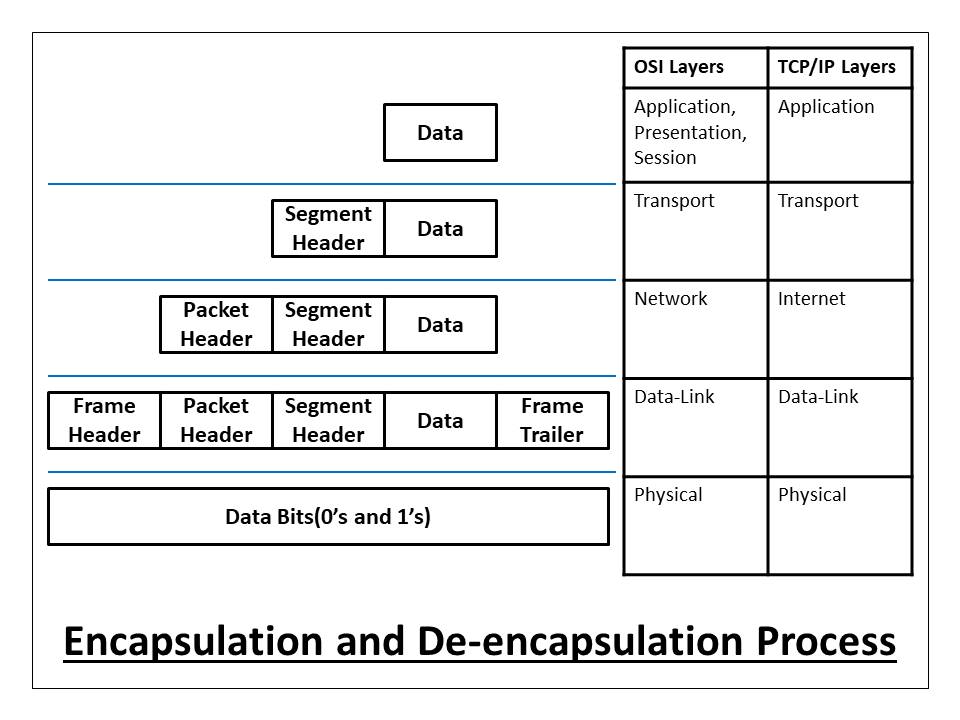 OSI Layers TCP/IP Layers
Application, Application
Presentation,
Session
Data
Transport Transport
Segment Data
Header
Network Internet
Packet Segment Data
Header Header
Data-Link Data-Link
Frame Packet Segment Data Frame
Header Header Header Trailer
Physical Physical
Data Bits(0’s and 1’s)
Encapsulation and De-encapsulation Process